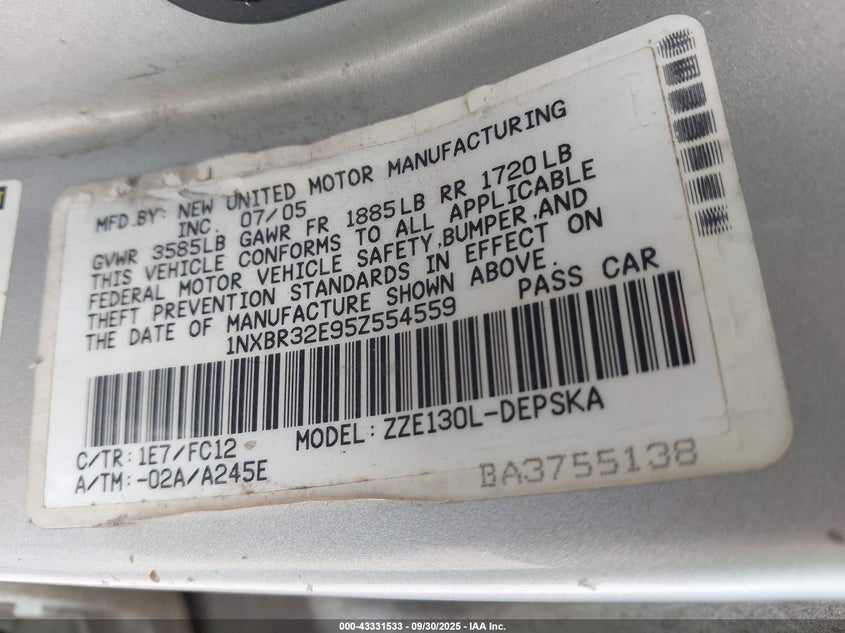 MFD.BY: NEW UNITED MOTOR MANUFACTURING
INC. 07/05
GVWR 3585LB GAWR FR 1885LB RR 1720LB
THIS VEHICLE CONFORMS TO ALL APPLICABLE
FEDERAL MOTOR VEHICLE SAFETY,BUMPER,AND
THEFT PREVENTION STANDARDS IN EFFECT ON
THE DATE OF MANUFACTURE SHOWN ABOVE.
1NXBR32E95Z554559 PASS CAR
C/TR: 1E7/FC12 MODEL: ZZE130L-DEPSKA
A/TM: -02A/A245E
BA3755138
000-43331533 - 09/30/2025 - IAA Inc.